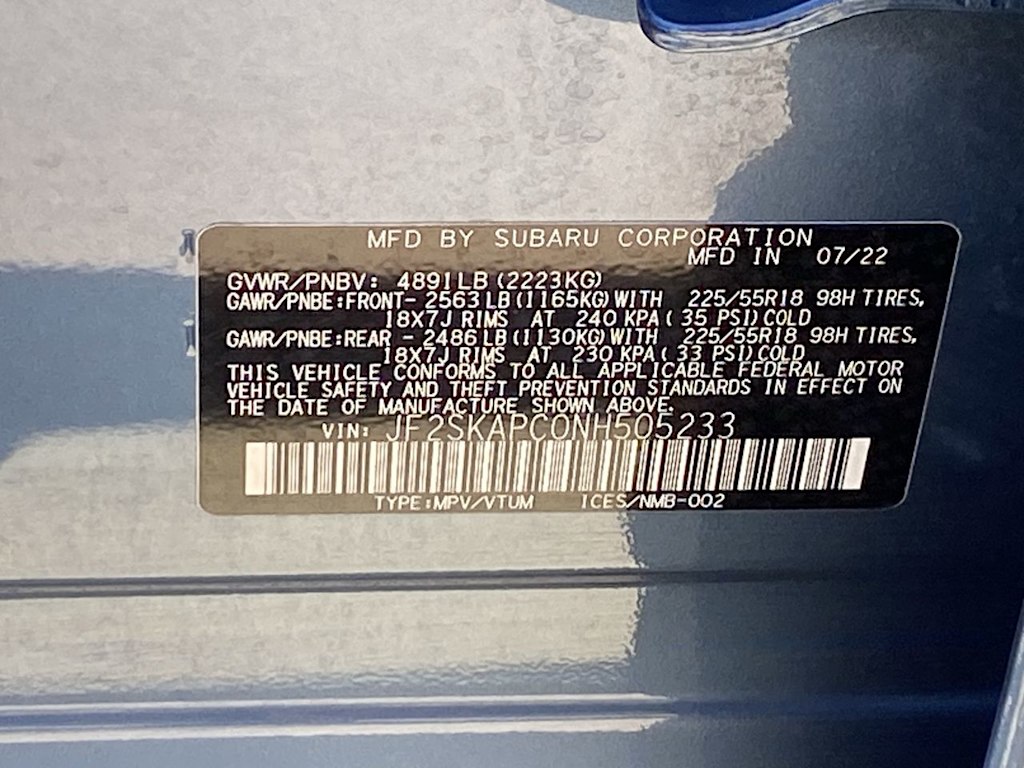 MFD BY SUBARU CORPORATION
MFD IN 07/22
GVWR/PNBV: 4891LB (2223KG)
GAWR/PNBE:FRONT- 2563 LB(1165KG)WITH 225/55R18 98H TIRES,
18X7J RIMS AT 240 KPA ( 35 PSI) COLD
GAWR/PNBE:REAR - 2486 LB(1130KG)WITH 225/55R18 98H TIRES,
18X7J RIMS AT 230 KPA ( 33 PSI) COLD
THIS VEHICLE CONFORMS TO ALL APPLICABLE FEDERAL MOTOR
VEHICLE SAFETY AND THEFT PREVENTION STANDARDS IN EFFECT ON
THE DATE OF MANUFACTURE SHOWN ABOVE.
VIN: JF2SKAPC0NH505233
TYPE:MPV/VTUM ICES/NMB-002